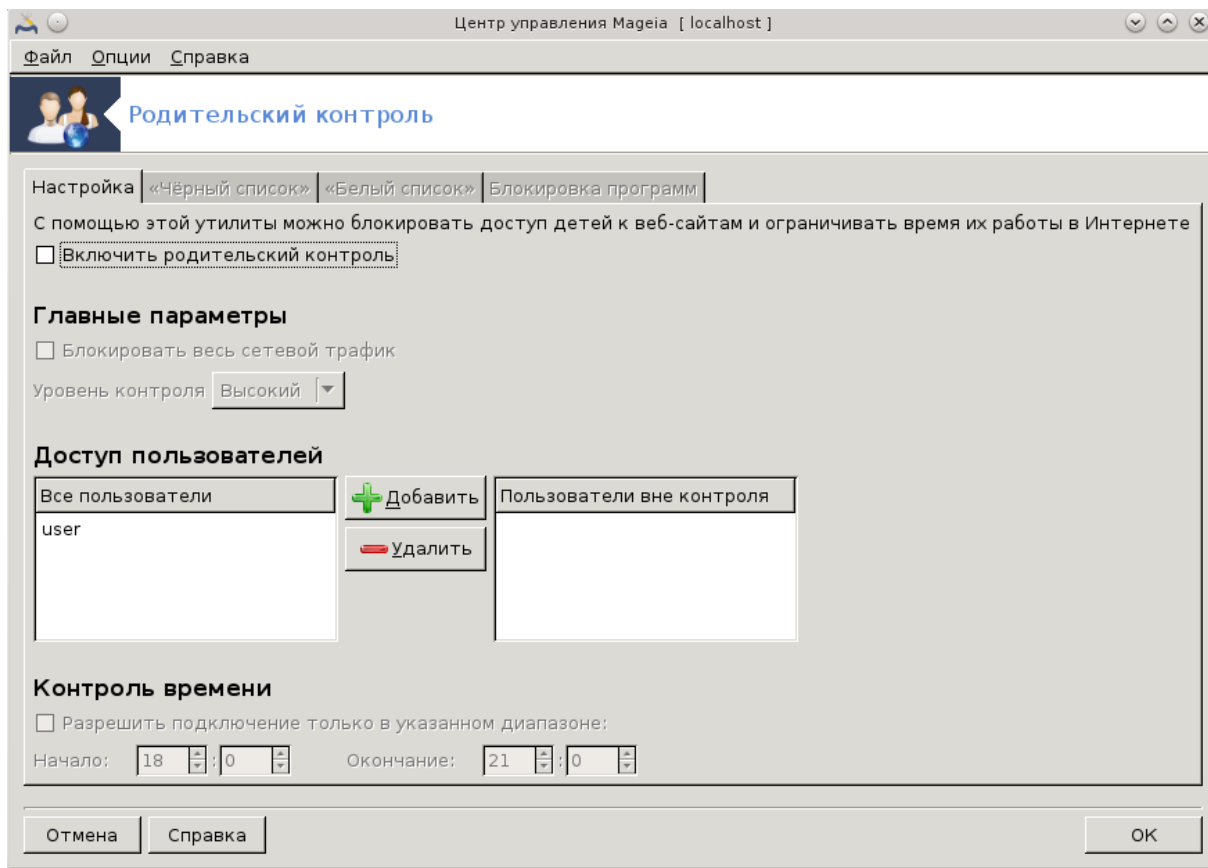 Центр управления Mageia [ localhost ]
Файл Опции Справка
Родительский контроль
Настройка «Чёрный список» «Белый список» Блокировка программ
С помощью этой утилиты можно блокировать доступ детей к веб-сайтам и ограничивать время их работы в Интернете
Включить родительский контроль
Главные параметры
Блокировать весь сетевой трафик
Уровень контроля Высокий
Доступ пользователей
Все пользователи Добавить Пользователи вне контроля
user
Удалить
Контроль времени
Разрешить подключение только в указанном диапазоне:
Начало: 18 : 0 Окончание: 21 : 0
Отмена Справка OK